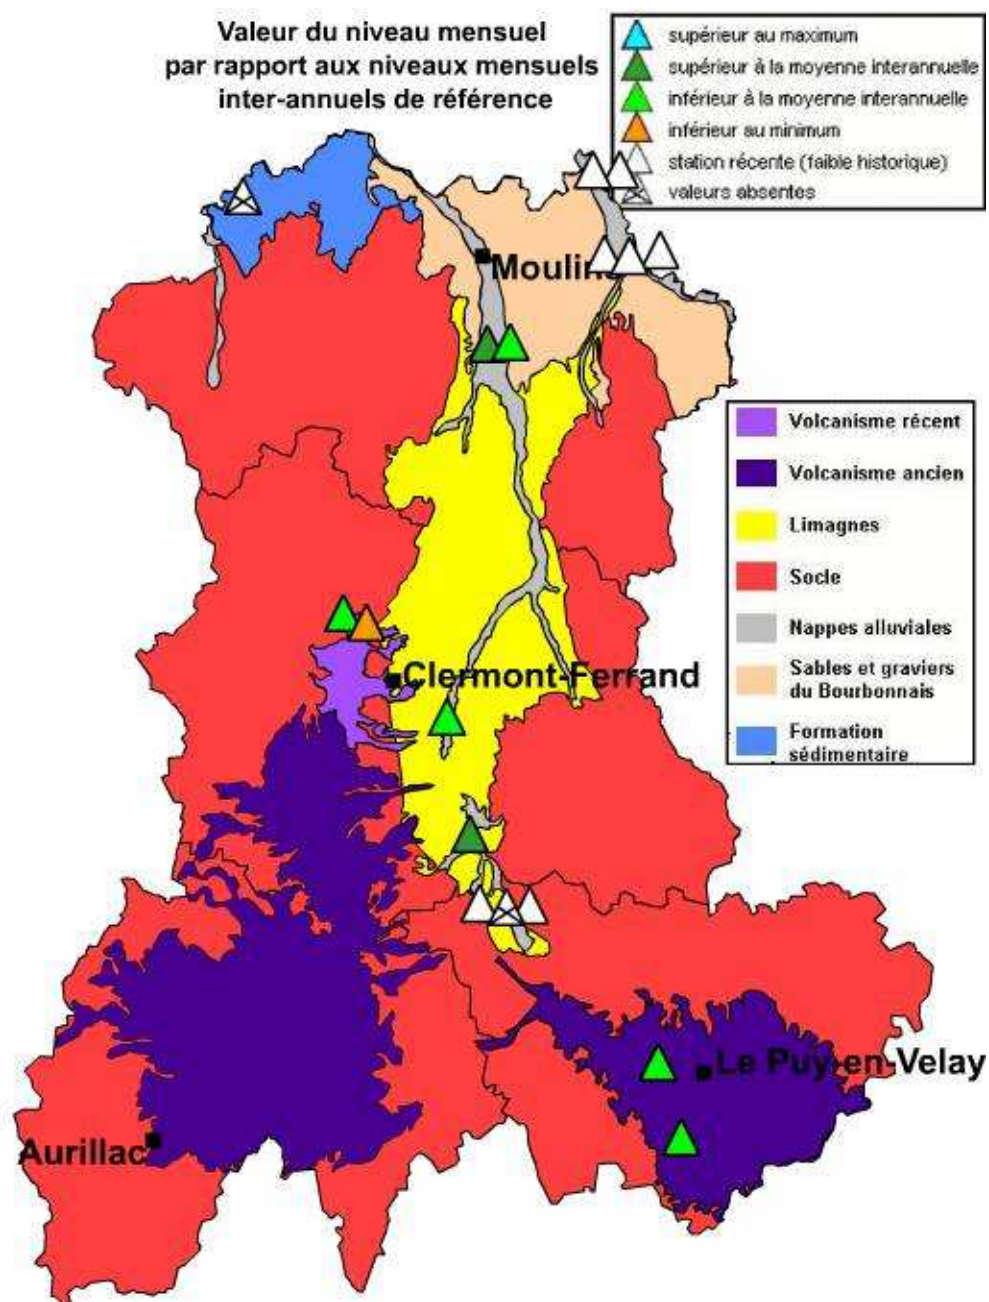 Valeur du niveau mensuel
par rapport aux niveaux mensuels
inter-annuels de référence
supérieur au maximum
supérieur à la moyenne interannuelle
inférieur à la moyenne interannuelle
inférieur au minimum
station récente (faible historique)
valeurs absentes
Moulins
Volcanisme récent
Volcanisme ancien
Limagnes
Socle
Nappes alluviales
Sables et graviers
du Bourbonnais
Formation
sédimentaire
Clermont-Ferrand
Le Puy-en-Velay
Aurillac